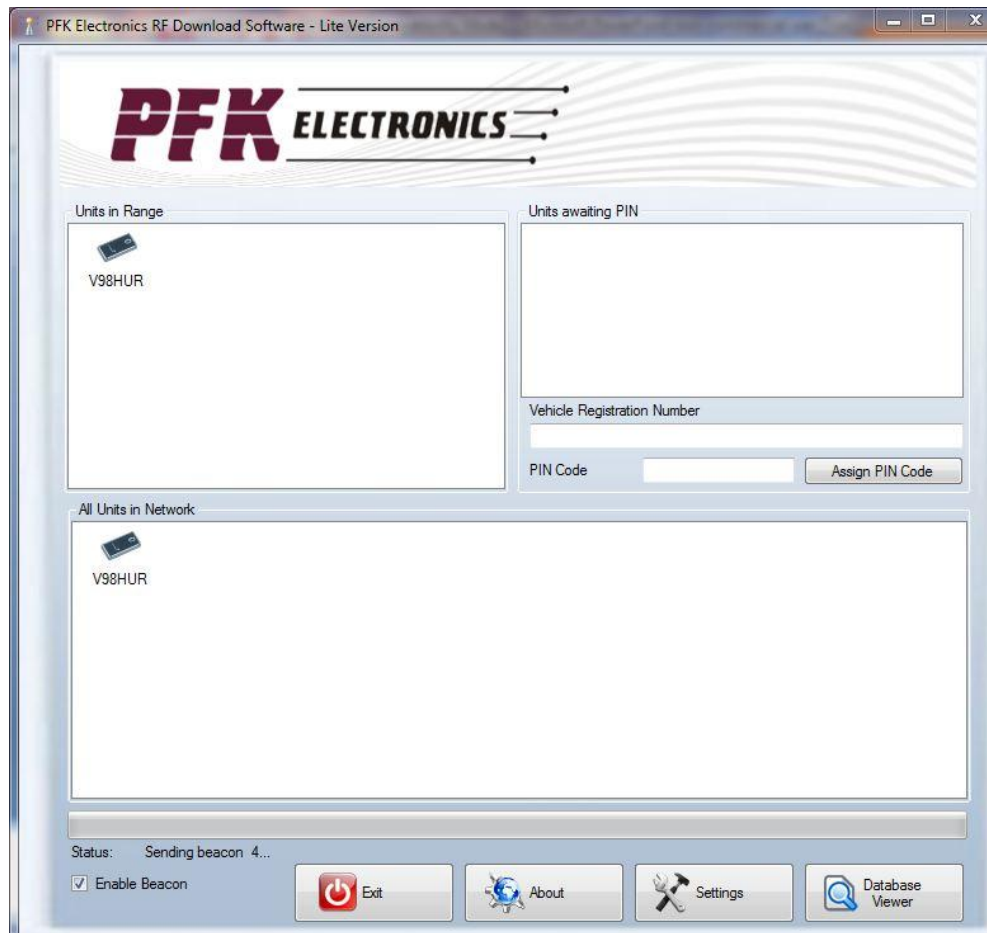 PFK Electronics RF Download Software - Lite Version
PFK ELECTRONICS
Units in Range
V98HUR
Units awaiting PIN
Vehicle Registration Number
PIN Code
Assign PIN Code
All Units in Network
V98HUR
Status: Sending beacon 4...
Enable Beacon
Exit
About
Settings
Database
Viewer